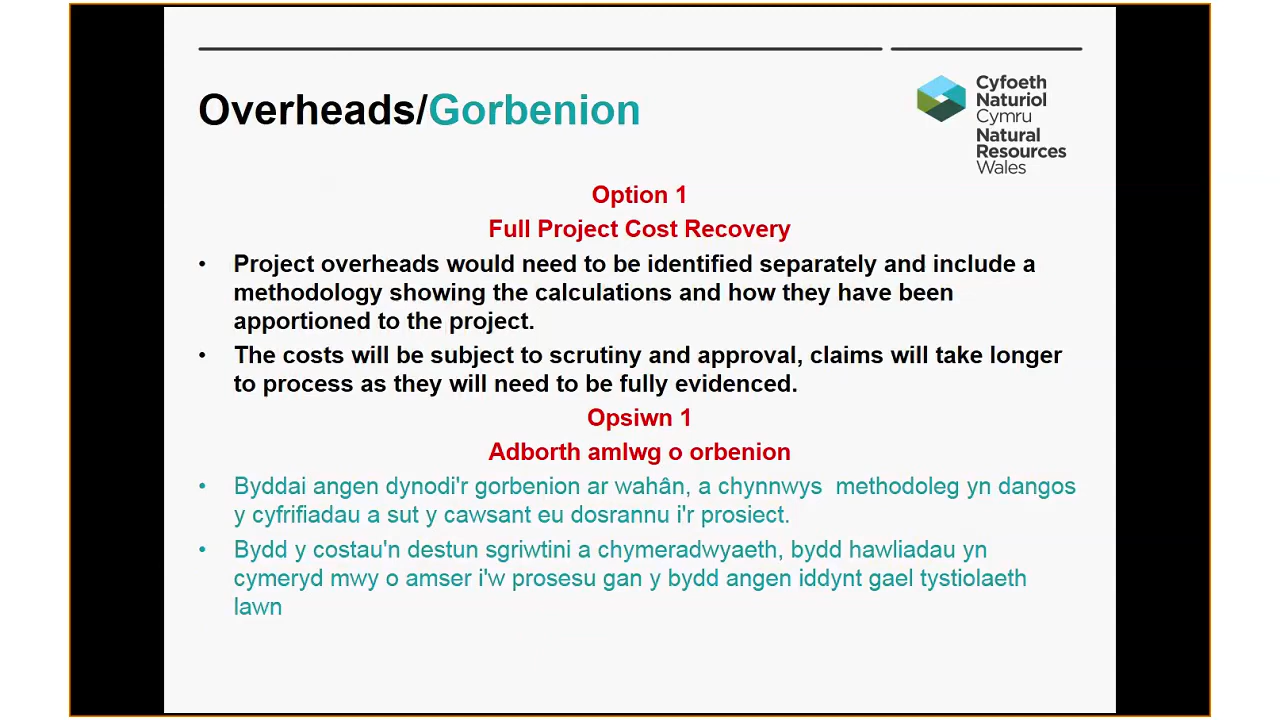 Overheads/Gorbenion
Cyfoeth
Naturiol
Cymru
Natural
Resources
Wales
Option 1
Full Project Cost Recovery
• Project overheads would need to be identified separately and include a
methodology showing the calculations and how they have been
apportioned to the project.
• The costs will be subject to scrutiny and approval, claims will take longer
to process as they will need to be fully evidenced.
Opsiwn 1
Adborth amlwg o orbenion
• Byddai angen dynodi'r gorbenion ar wahân, a chynnwys methodoleg yn dangos
y cyfrifiadau a sut y cawsant eu dosrannu i'r prosiect.
• Bydd y costau'n destun sgriwtini a chymeradwyaeth, bydd hawliadau yn
cymeryd mwy o amser i'w prosesu gan y bydd angen iddynt gael tystiolaeth
lawn